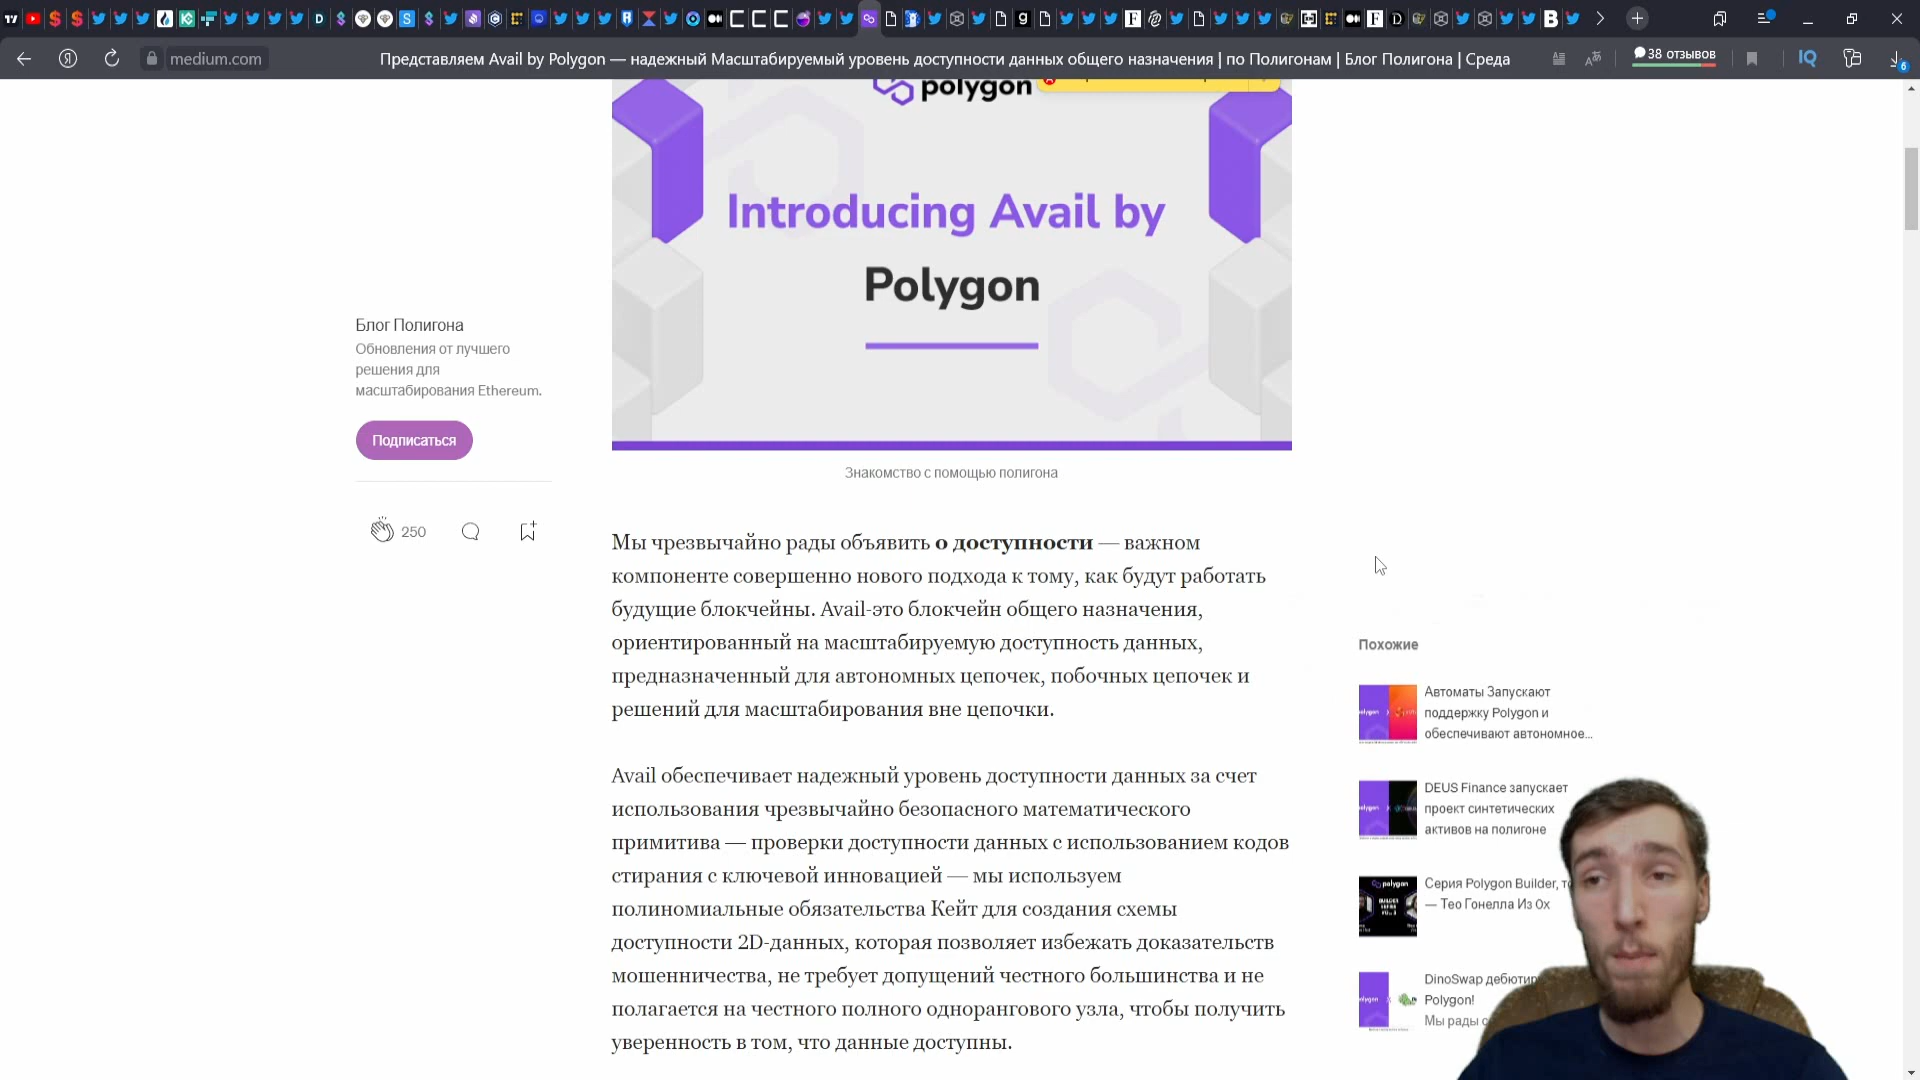 medium.com
Представляем Avail by Polygon — надежный Масштабируемый уровень доступности данных общего назначения | по Полигонам | Блог Полигона | Среда
38 отзывов
polygon
Introducing Avail by
Polygon
Блог Полигона
Обновления от лучшего
решения для
масштабирования Ethereum.
Подписаться
250
Знакомство с помощью полигона
Мы чрезвычайно рады объявить о доступности — важном
компоненте совершенно нового подхода к тому, как будут работать
будущие блокчейны. Avail-это блокчейн общего назначения,
ориентированный на масштабируемую доступность данных,
предназначенный для автономных цепочек, побочных цепочек и
решений для масштабирования вне цепочки.
Avail обеспечивает надежный уровень доступности данных за счет
использования чрезвычайно безопасного математического
примитива — проверки доступности данных с использованием кодов
стирания с ключевой инновацией — мы используем
полиномиальные обязательства Кейт для создания схемы
доступности 2D-данных, которая позволяет избежать доказательств
мошенничества, не требует допущений честного большинства и не
полагается на честного полного однорангового узла, чтобы получить
уверенность в том, что данные доступны.
Похожие
Автоматы Запускают
поддержку Polygon и
обеспечивают автономное...
DEUS Finance запускает
проект синтетических
активов на полигоне
Серия Polygon Builder,
— Тео Гонелла Из Ox
DinoSwap
Polygon!
Мы рады